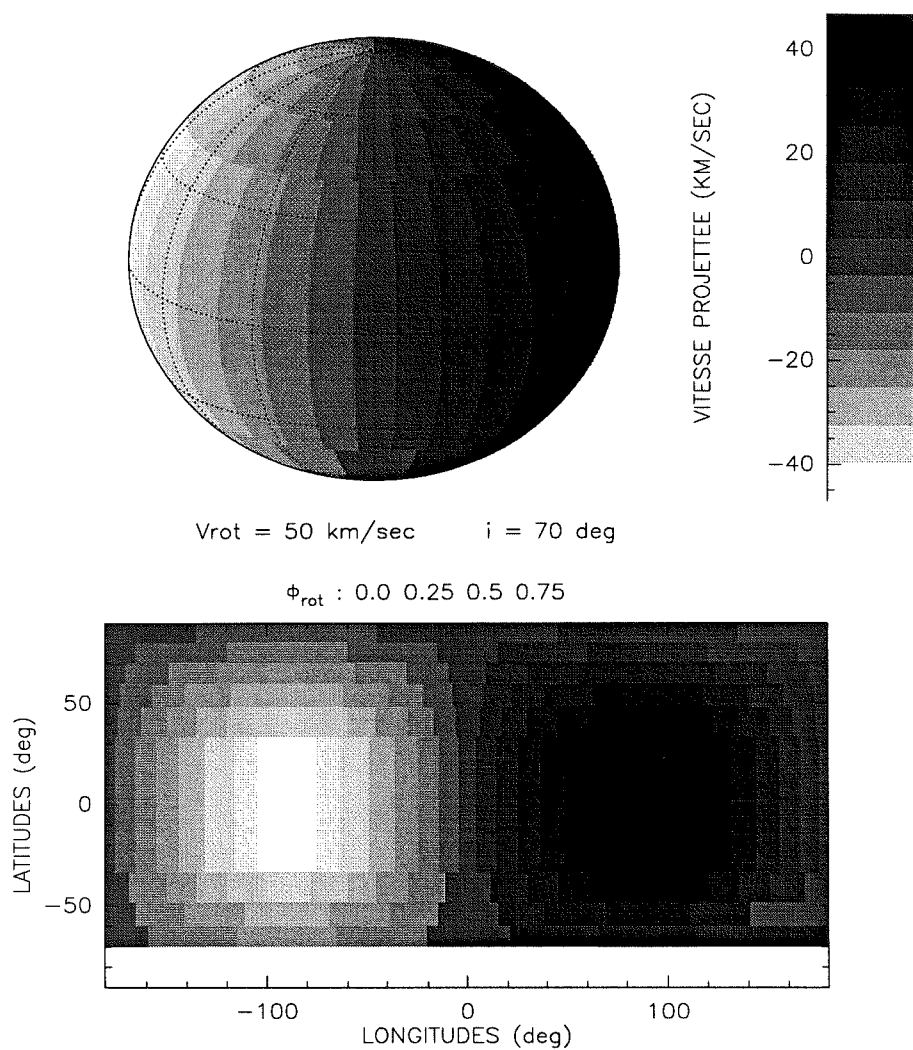 40
20
0
−20
−40
VITESSE PROJETTEE (KM/SEC)
Vrot = 50 km/sec i = 70 deg
ϕrot : 0.0 0.25 0.5 0.75
50
0
−50
LATITUDES (deg)
−100 0 100
LONGITUDES (deg)